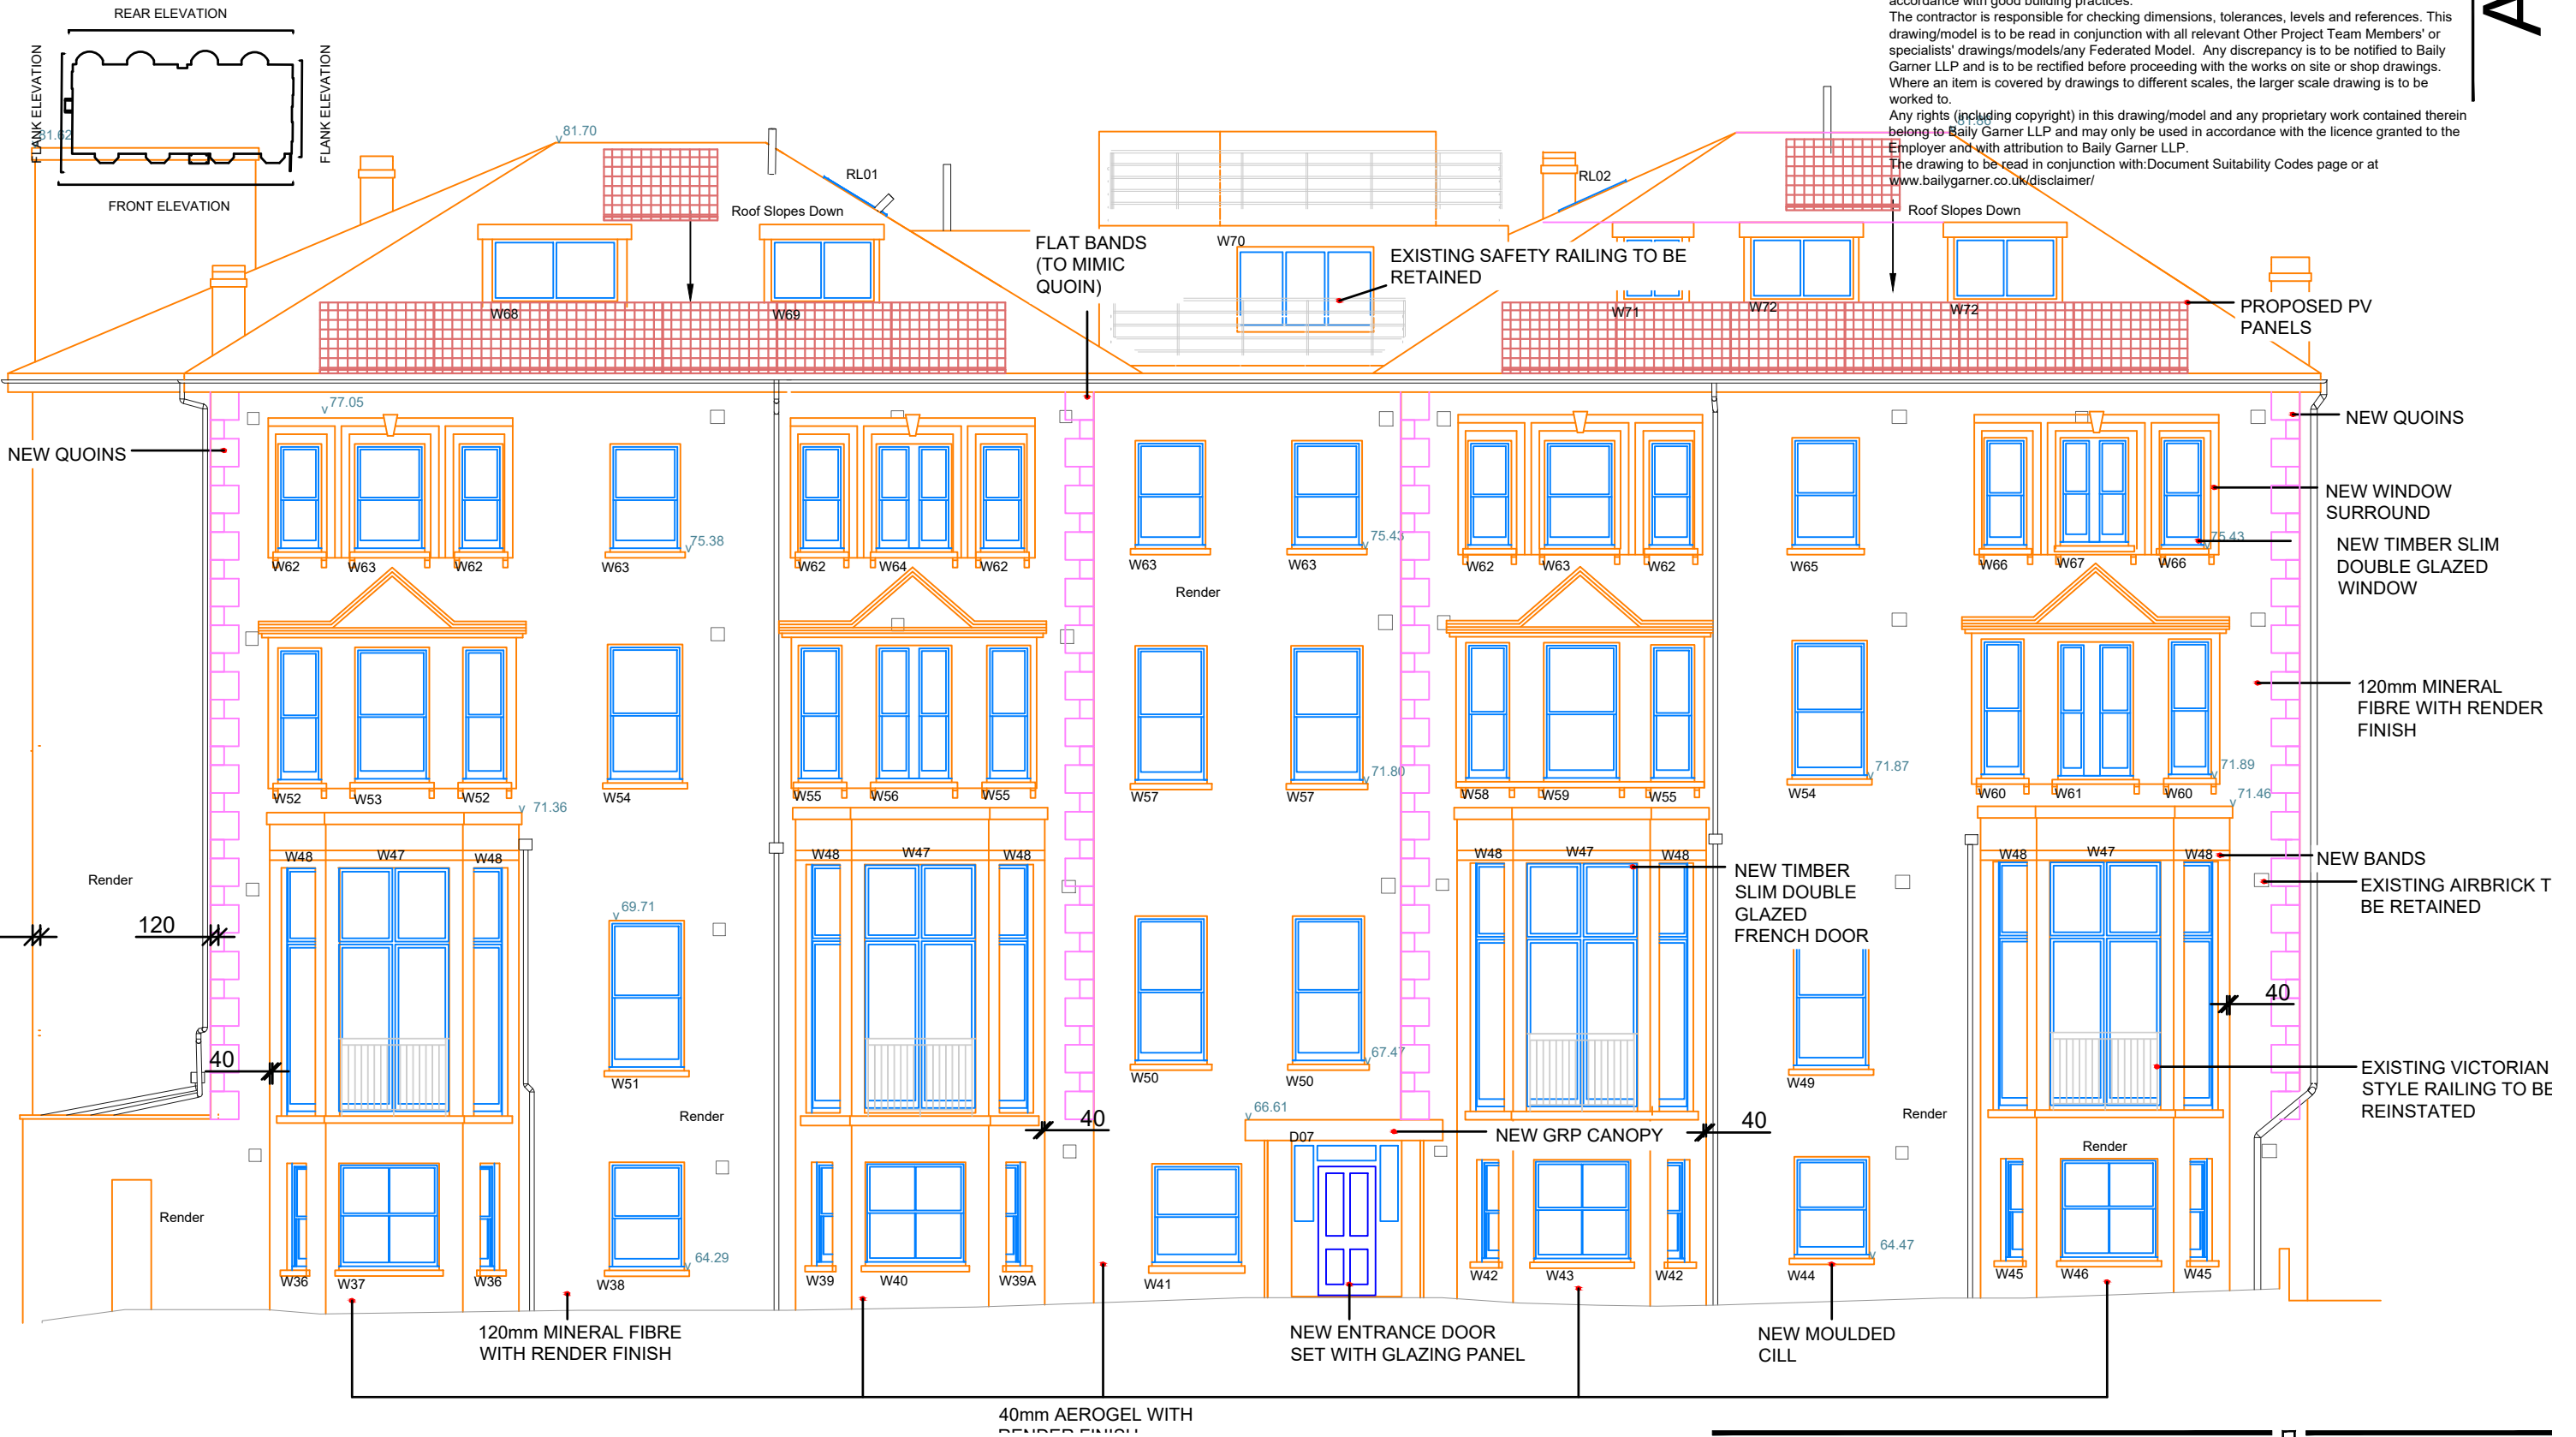 REAR ELEVATION
FLANK ELEVATION
FLANK ELEVATION
FRONT ELEVATION
accordance with good building practices.
The contractor is responsible for checking dimensions, tolerances, levels and references. This
drawing/model is to be read in conjunction with all relevant Other Project Team Members' or
specialists' drawings/models/any Federated Model. Any discrepancy is to be notified to Baily
Garner LLP and is to be rectified before proceeding with the works on site or shop drawings.
Where an item is covered by drawings to different scales, the larger scale drawing is to be
worked to.
Any rights (including copyright) in this drawing/model and any proprietary work contained therein
belong to Baily Garner LLP and may only be used in accordance with the licence granted to the
Employer and with attribution to Baily Garner LLP.
The drawing to be read in conjunction with:Document Suitability Codes page or at
www.bailygarner.co.uk/disclaimer/
A
81.62
81.70
RL01
RL02
Roof Slopes Down
Roof Slopes Down
FLAT BANDS
(TO MIMIC
QUOIN)
W70
EXISTING SAFETY RAILING TO BE
RETAINED
W68
W69
W71
W72
W72
PROPOSED PV
PANELS
77.05
NEW QUOINS
NEW QUOINS
NEW WINDOW
SURROUND
75.38
75.43
75.43
NEW TIMBER SLIM
DOUBLE GLAZED
WINDOW
W62
W63
W62
W63
W62
W64
W62
W63
W63
W62
W63
W62
W65
W66
W67
W66
Render
120mm MINERAL
FIBRE WITH RENDER
FINISH
71.80
71.87
71.89
W52
W53
W52
W54
W55
W56
W55
W57
W57
W58
W59
W55
W54
W60
W61
W60
71.36
71.46
W48
W47
W48
W48
W47
W48
W48
W47
W48
W48
W47
W48
NEW BANDS
Render
NEW TIMBER
SLIM DOUBLE
GLAZED
FRENCH DOOR
EXISTING AIRBRICK T
BE RETAINED
69.71
120
40
40
67.47
W51
W50
W50
W49
EXISTING VICTORIAN
STYLE RAILING TO BE
REINSTATED
Render
66.61
Render
40
D07
NEW GRP CANOPY
40
Render
Render
64.29
64.47
W36
W37
W36
W38
W39
W40
W39A
W41
W42
W43
W42
W44
W45
W46
W45
120mm MINERAL FIBRE
WITH RENDER FINISH
NEW ENTRANCE DOOR
SET WITH GLAZING PANEL
NEW MOULDED
CILL
40mm AEROGEL WITH
RENDER FINISH